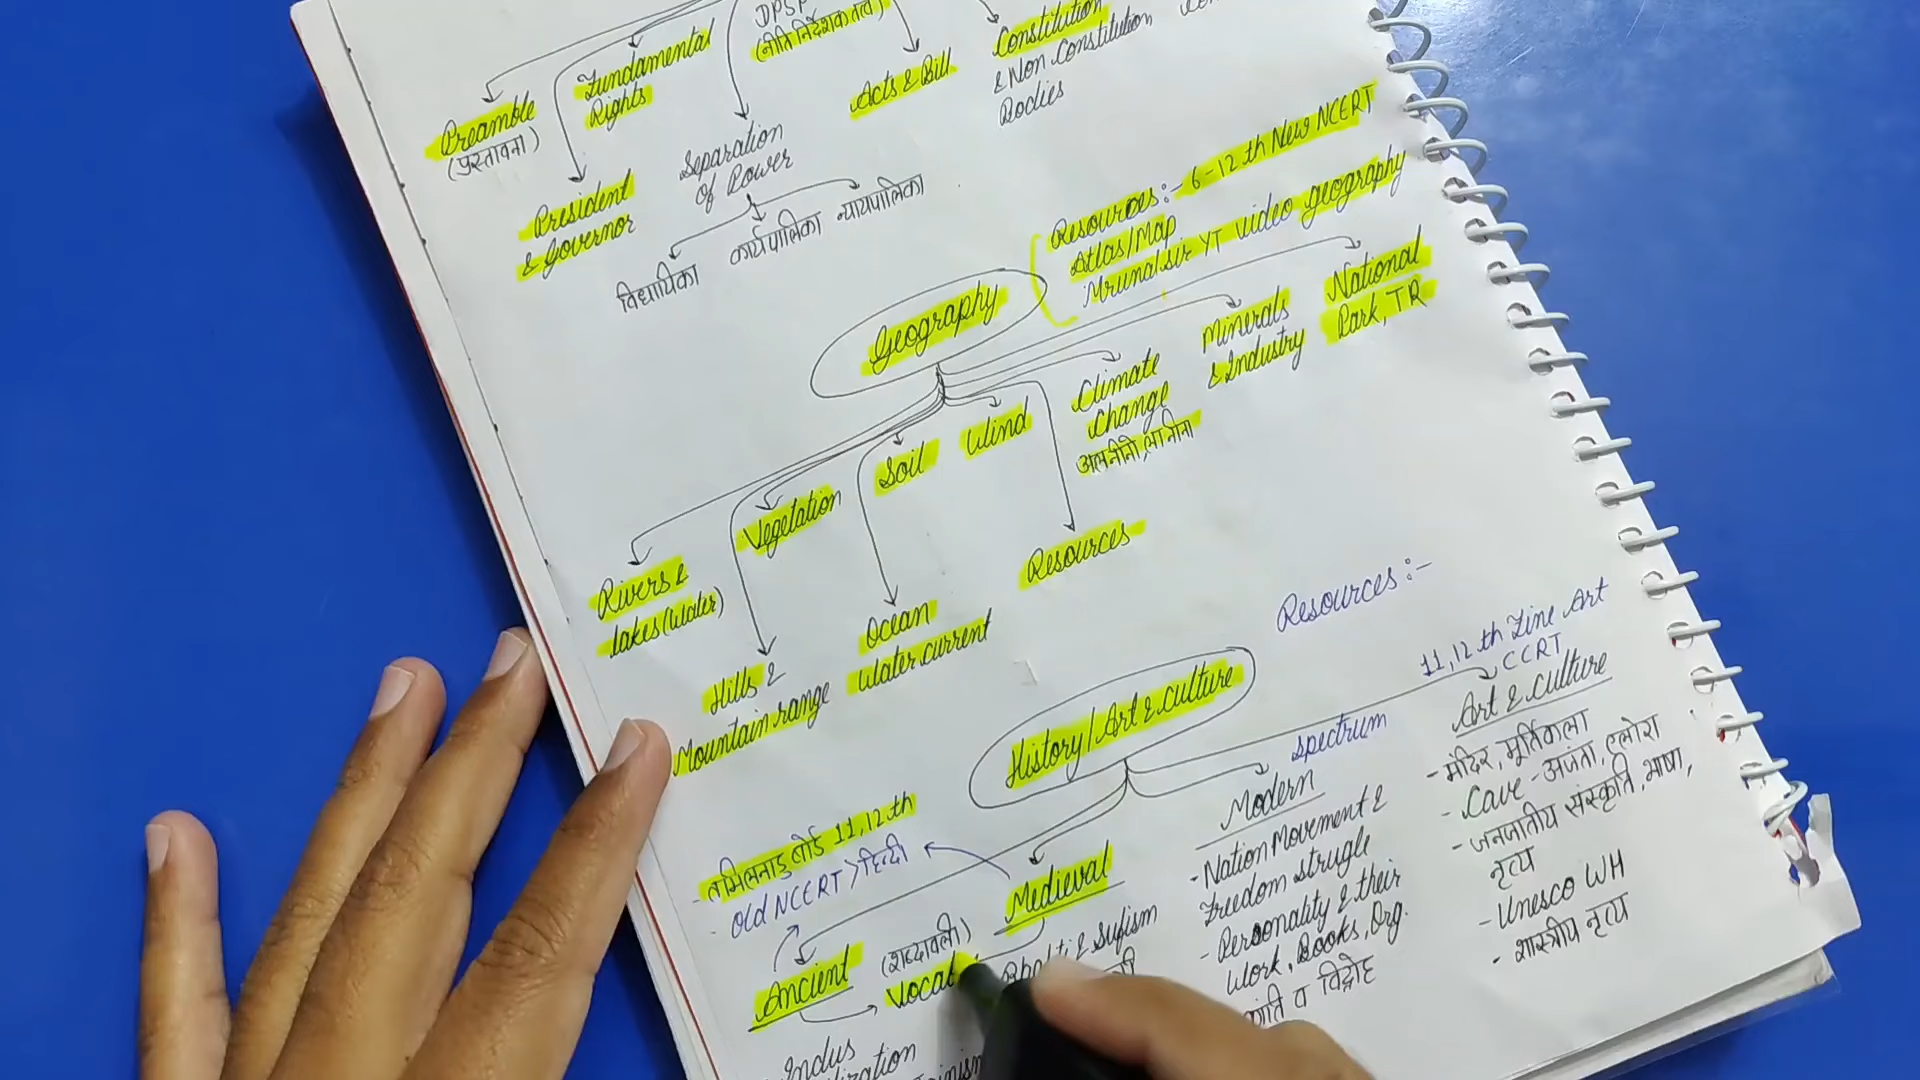 DPSP
(नीति निर्देशक तत्व)
Fundamental
Rights
Acts & Bill
Constitution
& Non Constitution
Bodies
Preamble
(प्रस्तावना)
President
& Governor
Separation
of Power
विधायिका
कार्यपालिका
न्यायपालिका
Resources:- 6-12 th New NCERT
Atlas/Map
Mrunal sir YT video geography
Geography
Rivers &
lakes (Water)
Hills &
Mountain range
Vegetation
Soil
Ocean
Water current
Wind
Resources
Climate
Change
अलनीनो, ला नीना
Minerals
& Industry
National
Park, TR
Resources :-
History/Art & Culture
तमिलनाडु बोर्ड 11,12 th
- Old NCERT > हिन्दी
Ancient
(शब्दावली)
Vocab
Indus
Medieval
Bhakti & Sufism
spectrum
Modern
- Nation Movement &
Freedom Strugle
- Personality & their
Work, Books, Org.
क्रांति व विद्रोह
11,12 th Fine Art
CCRT
Art & Culture
- मंदिर, मूर्तिकला
- Cave - अजंता, एलोरा
- जनजातीय संस्कृति, भाषा,
नृत्य
- Unesco WH
- शास्त्रीय नृत्य